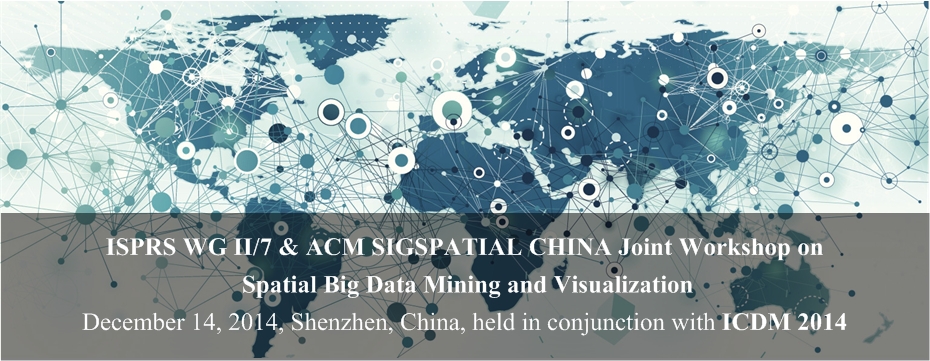 ISPRS WG II/7 & ACM SIGSPATIAL CHINA Joint Workshop on
Spatial Big Data Mining and Visualization
December 14, 2014, Shenzhen, China, held in conjunction with ICDM 2014